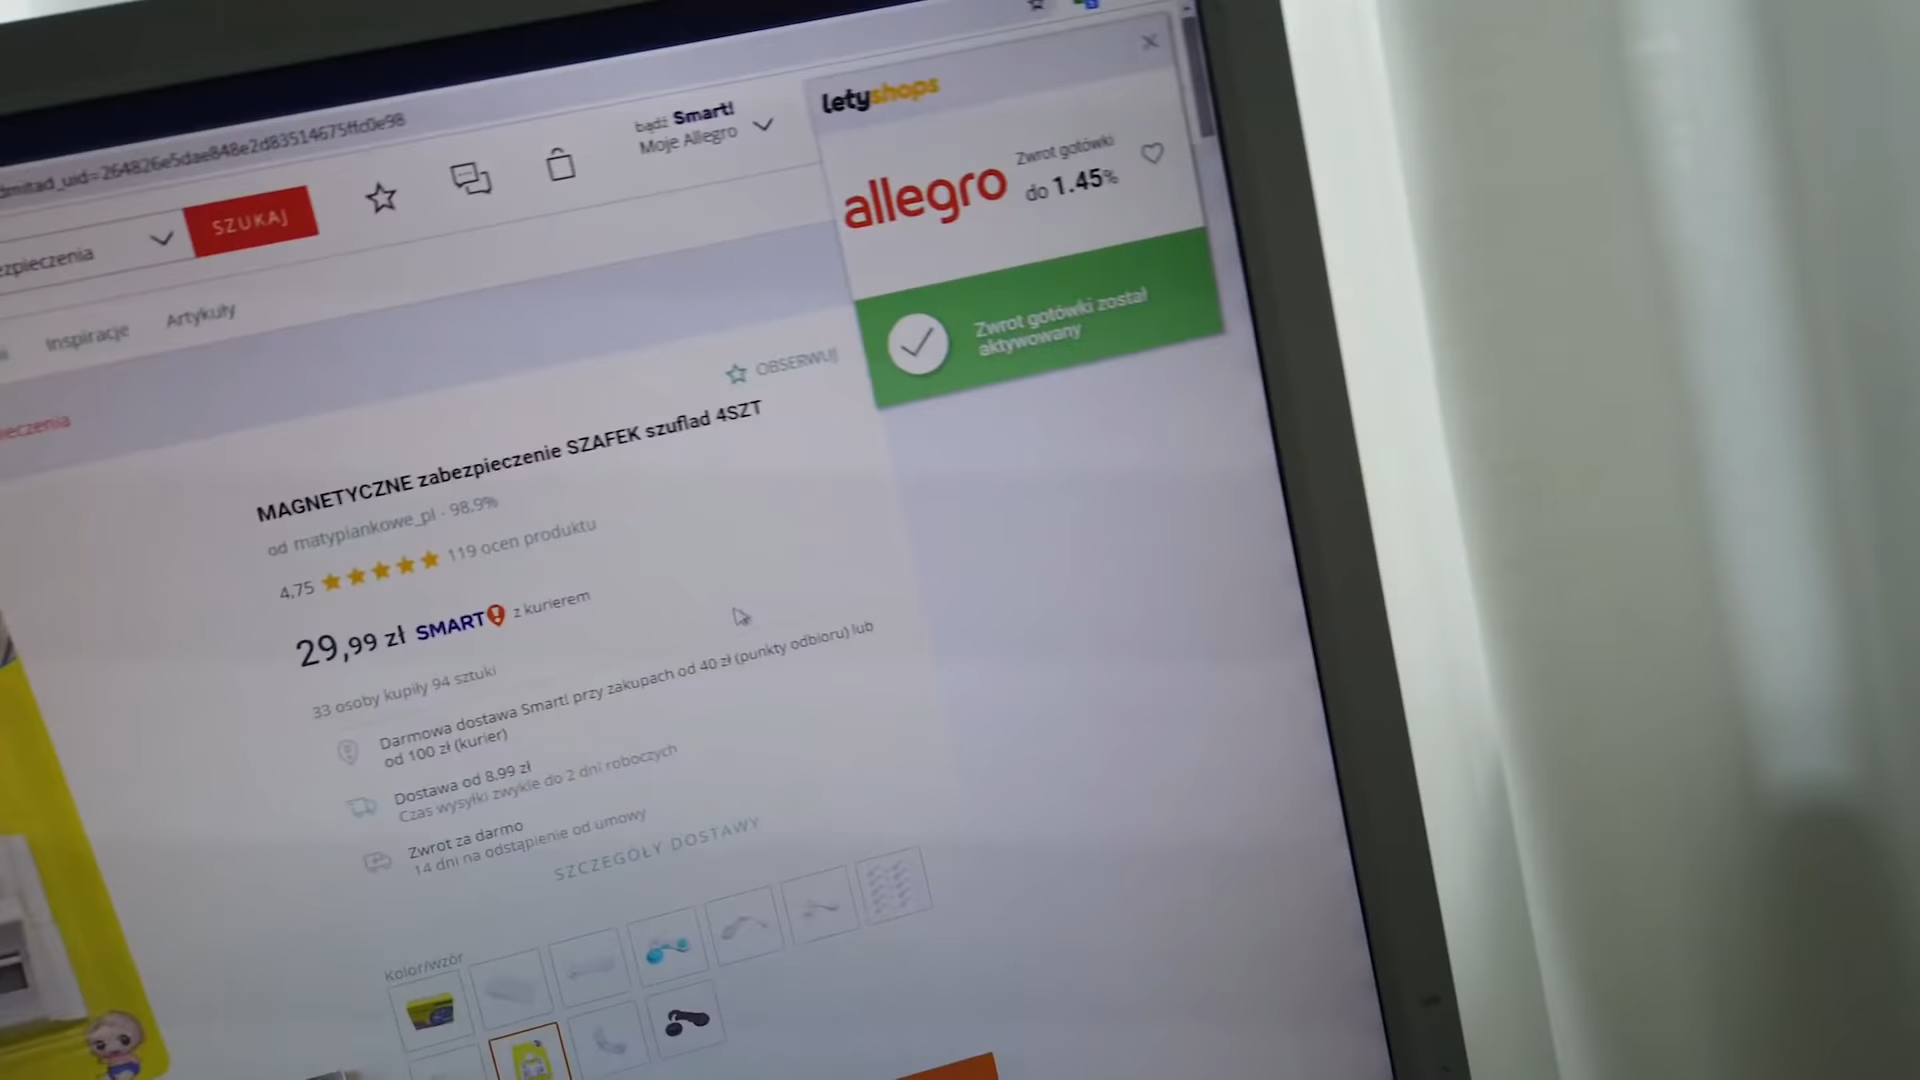 dmitad_uid=264826e5dae848e2d83514675ffc0e98
letyshops
bądź Smart!
Moje Allegro
allegro
Zwrot gotówki
do 1.45%
ezpieczenia
SZUKAJ
Zwrot gotówki został
aktywowany
Inspiracje
Artykuły
OBSERWUJ
ieczenia
MAGNETYCZNE zabezpieczenie SZAFEK szuflad 4SZT
od matypiankowe_pl - 98,9%
4,75
119 ocen produktu
29,99 zł SMART! z kurierem
33 osoby kupiły 94 sztuki
Darmowa dostawa Smart! przy zakupach od 40 zł (punkty odbioru) lub
od 100 zł (kurier)
Dostawa od 8,99 zł
Czas wysyłki zwykle do 2 dni roboczych
Zwrot za darmo
14 dni na odstąpienie od umowy
SZCZEGÓŁY DOSTAWY
Kolor/wzór